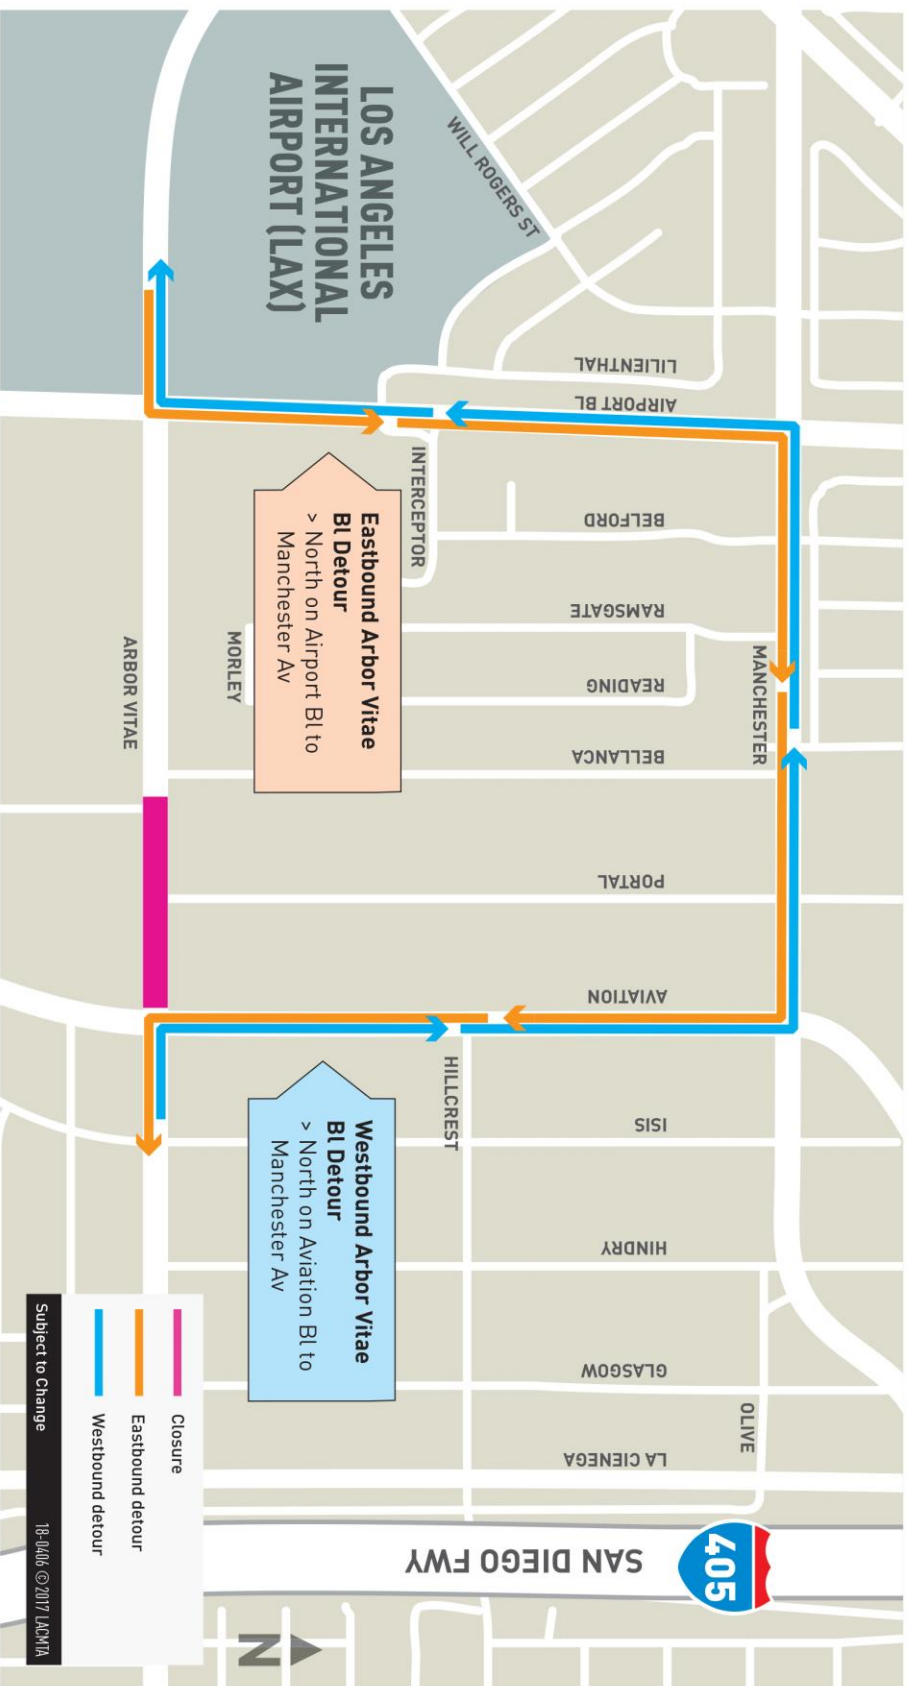 LOS ANGELES
INTERNATIONAL
AIRPORT (LAX)
WILL ROGERS ST
LILIENTHAL
AIRPORT BL
INTERCEPTOR
BELFORD
RAMSGATE
READING
MANCHESTER
BELLANCA
MORLEY
ARBOR VITAE
PORTAL
AVIATION
HILLCREST
ISIS
HINDRY
GLASGOW
OLIVE
LA CIENEGA
SAN DIEGO FWY
405
N
Eastbound Arbor Vitae
Bl Detour
> North on Airport Bl to
Manchester Av
Westbound Arbor Vitae
Bl Detour
> North on Aviation Bl to
Manchester Av
Closure
Eastbound detour
Westbound detour
Subject to Change
18-0406 ©2017 LACMTA